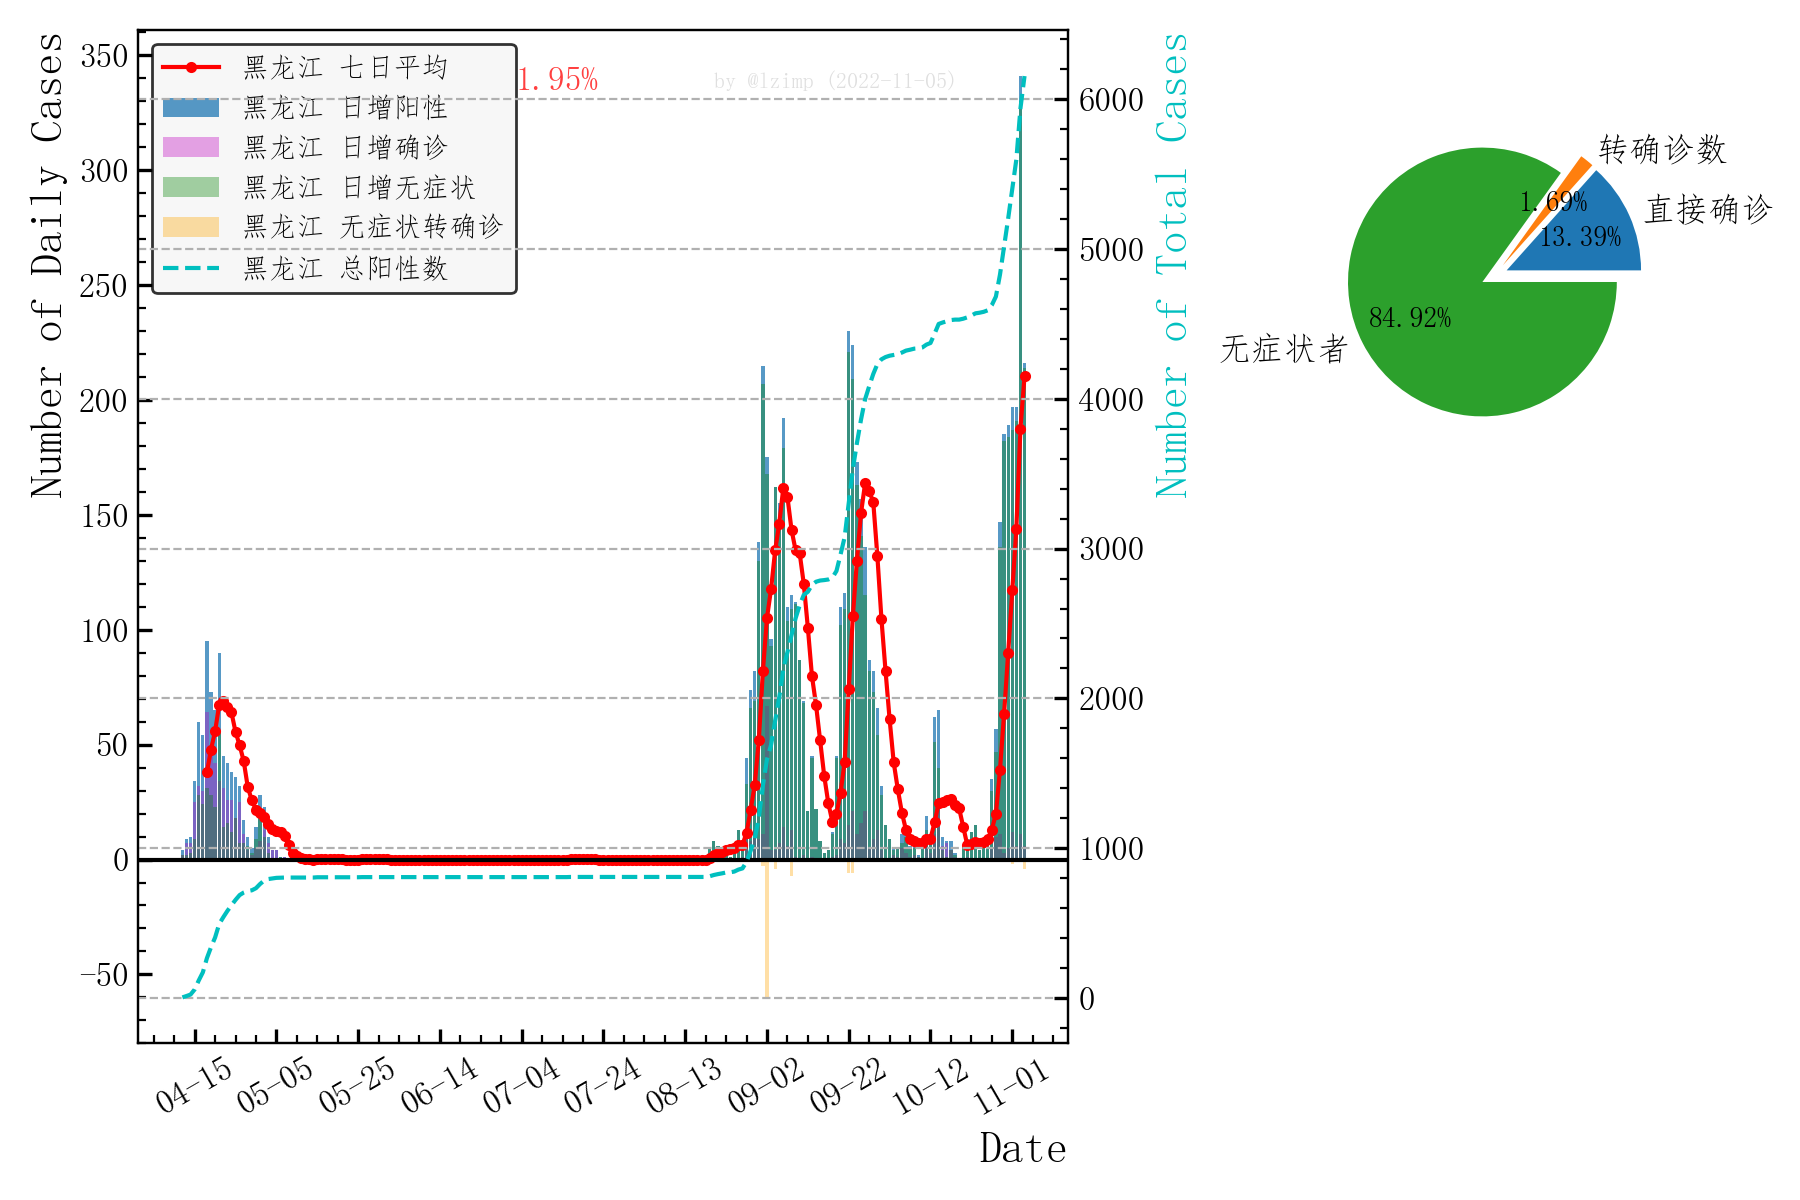 Number of Daily Cases
350
300
250
200
150
100
50
0
−50
黑龙江 七日平均
黑龙江 日增阳性
黑龙江 日增确诊
黑龙江 日增无症状
黑龙江 无症状转确诊
黑龙江 总阳性数
1.95%
by @lzimp (2022-11-05)
6000
5000
4000
3000
2000
1000
0
Number of Total Cases
04-15
05-05
05-25
06-14
07-04
07-24
08-13
09-02
09-22
10-12
11-01
Date
转确诊数
1.69%
直接确诊
13.39%
84.92%
无症状者